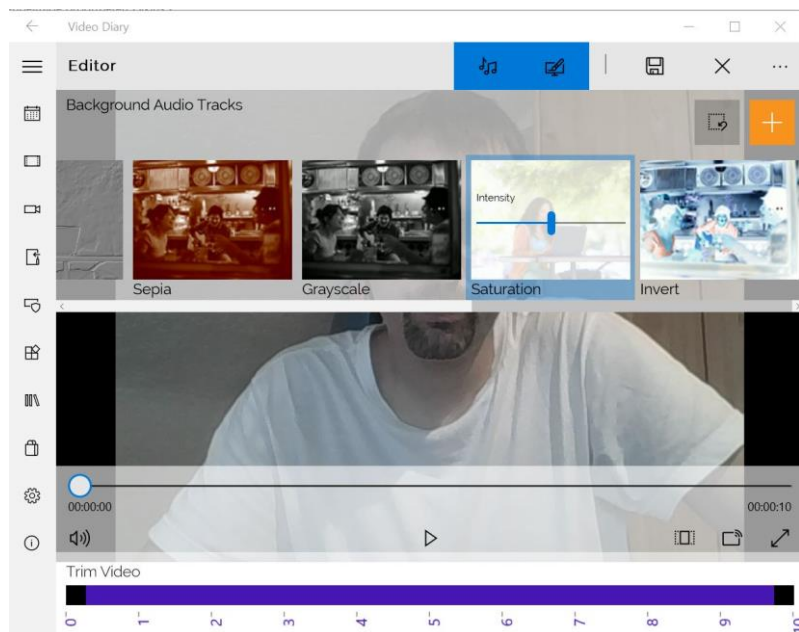 Video Diary
Editor
Background Audio Tracks
Intensity
Sepia
Grayscale
Saturation
Invert
00:00:00
00:00:10
Trim Video
0 1 2 3 4 5 6 7 8 9 10